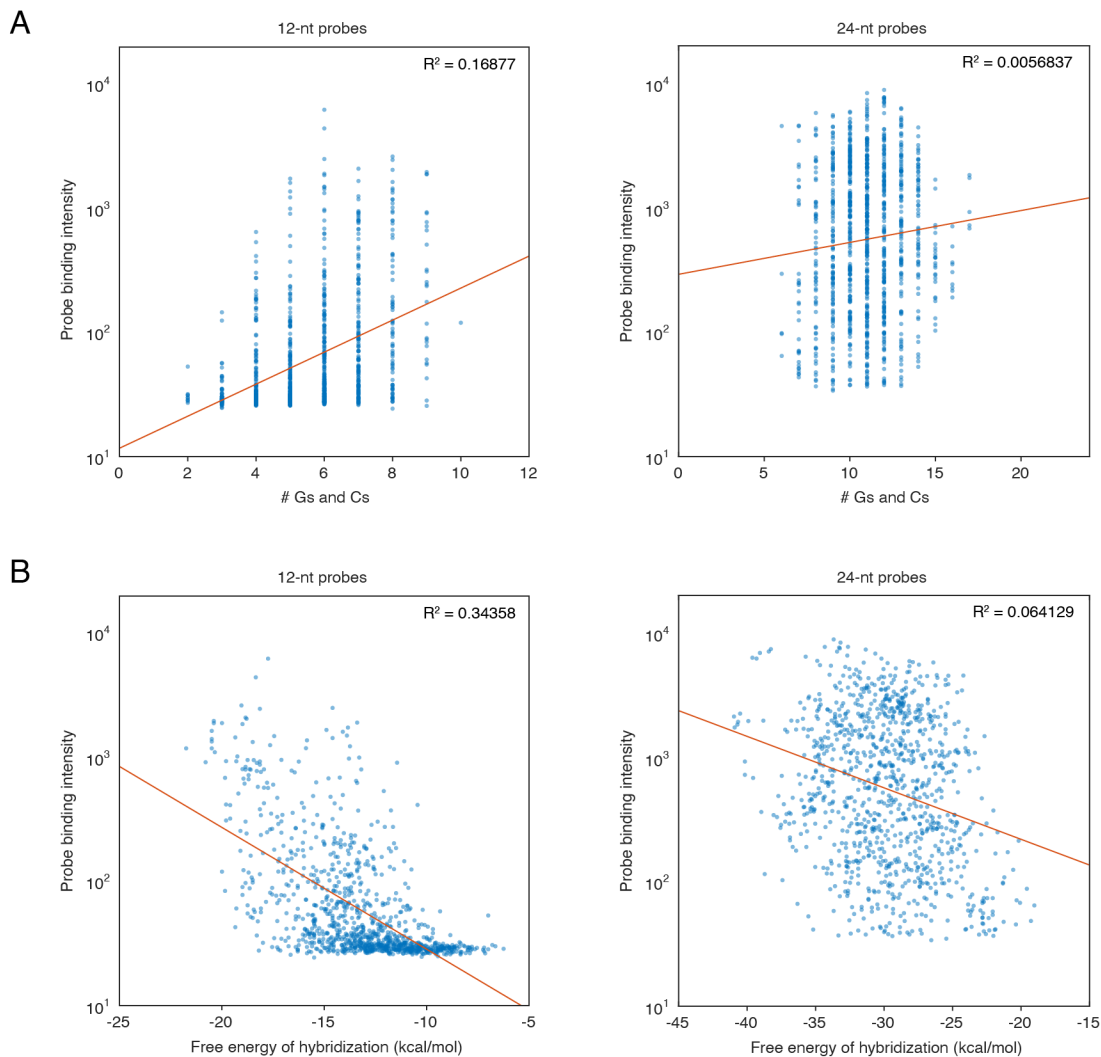 A
12-nt probes
R² = 0.16877
10⁴
10³
10²
10¹
Probe binding intensity
0 2 4 6 8 10 12
# Gs and Cs
24-nt probes
R² = 0.0056837
10⁴
10³
10²
10¹
Probe binding intensity
0 5 10 15 20
# Gs and Cs
B
12-nt probes
R² = 0.34358
10⁴
10³
10²
10¹
Probe binding intensity
-25 -20 -15 -10 -5
Free energy of hybridization (kcal/mol)
24-nt probes
R² = 0.064129
10⁴
10³
10²
10¹
Probe binding intensity
-45 -40 -35 -30 -25 -20 -15
Free energy of hybridization (kcal/mol)